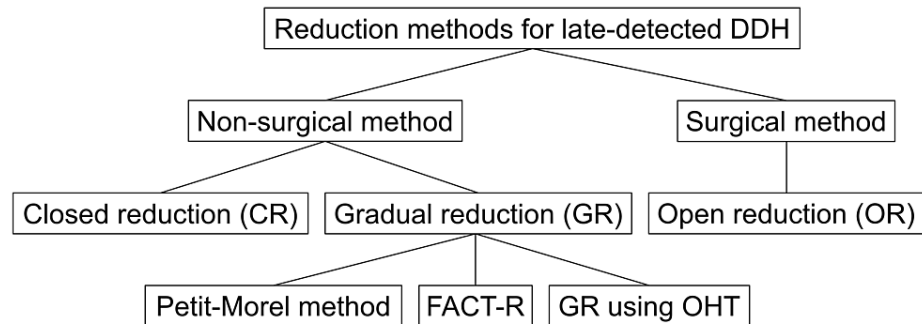 Reduction methods for late-detected DDH
Non-surgical method
Surgical method
Closed reduction (CR)
Gradual reduction (GR)
Open reduction (OR)
Petit-Morel method
FACT-R
GR using OHT